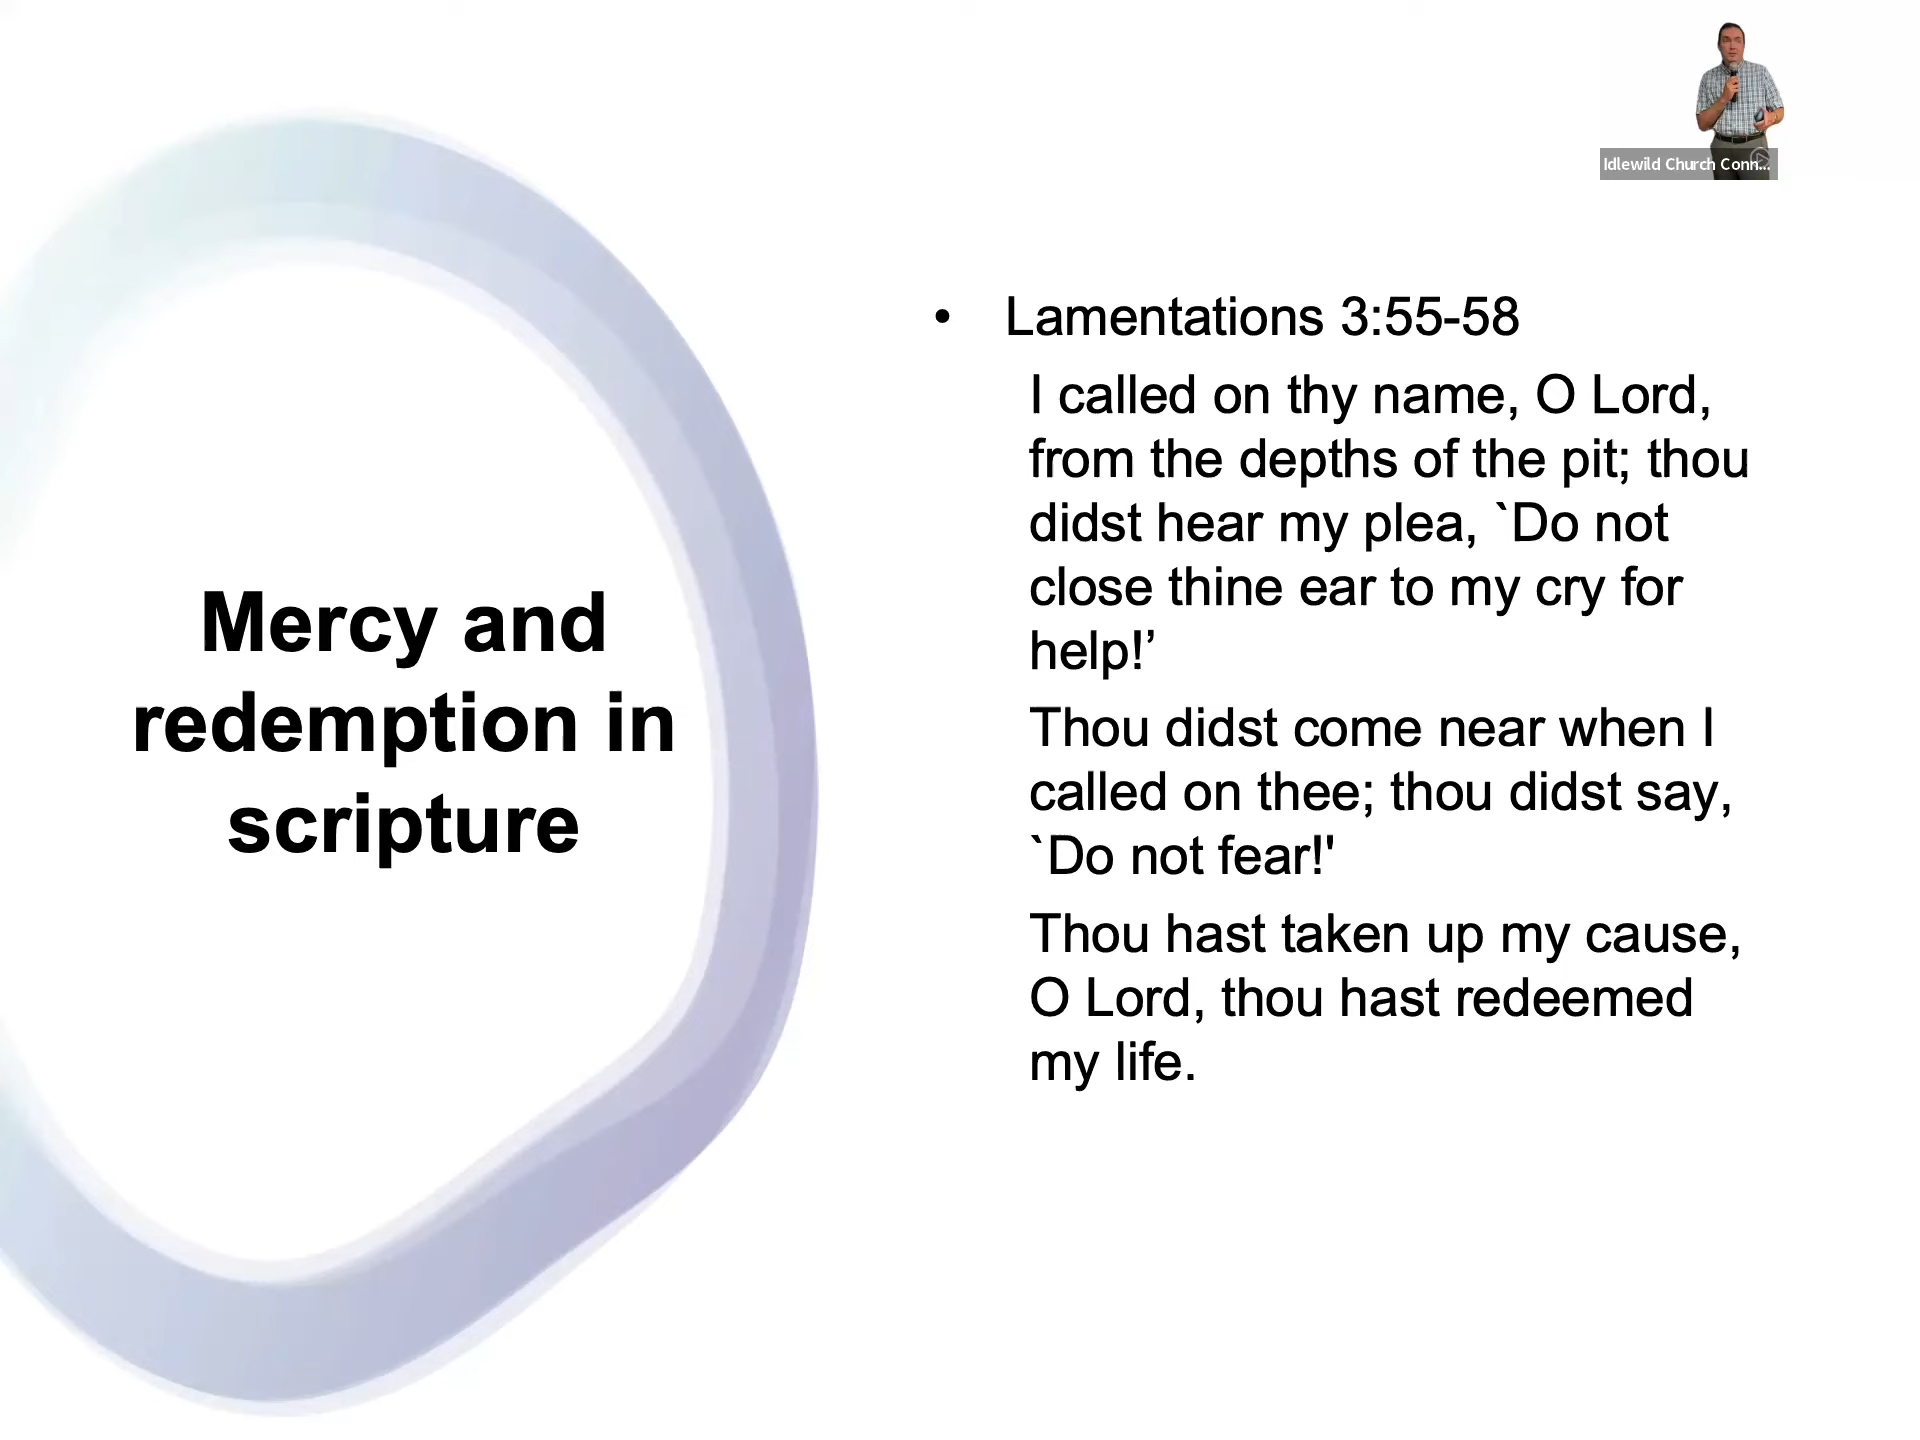 Idlewild Church Conn...
Mercy and
redemption in
scripture
• Lamentations 3:55-58
I called on thy name, O Lord,
from the depths of the pit; thou
didst hear my plea, `Do not
close thine ear to my cry for
help!’
Thou didst come near when I
called on thee; thou didst say,
`Do not fear!'
Thou hast taken up my cause,
O Lord, thou hast redeemed
my life.